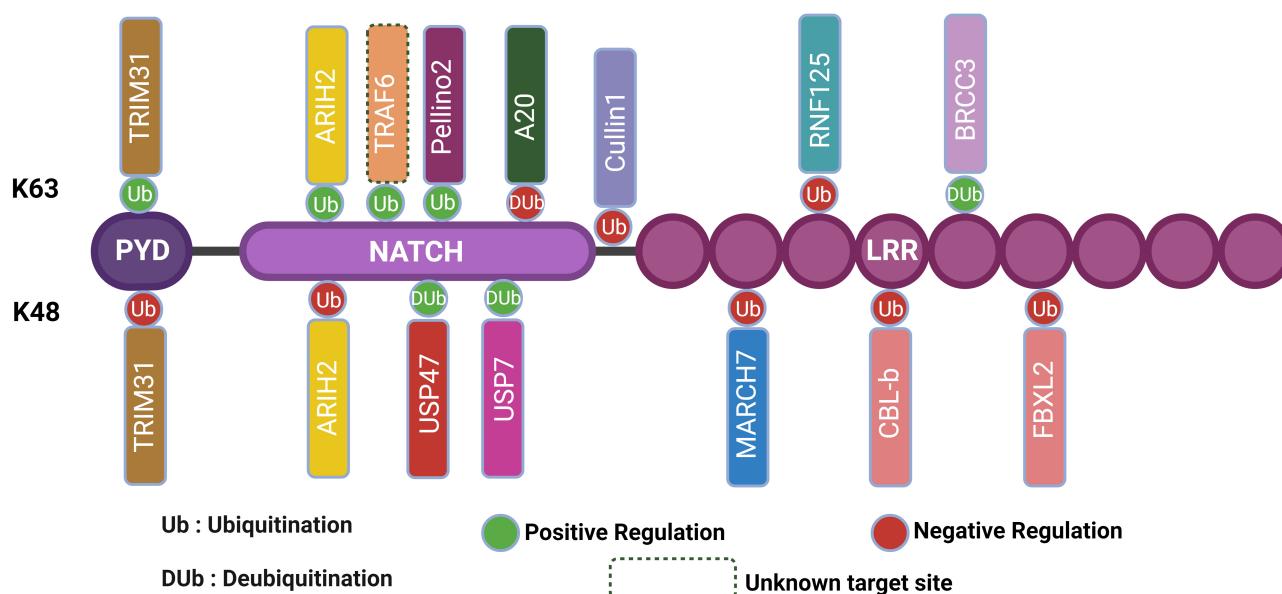 TRIM31
ARIH2
TRAF6
Pellino2
A20
Cullin1
RNF125
BRCC3
K63
Ub
Ub
Ub
Ub
DUb
Ub
Ub
DUb
PYD
NATCH
LRR
K48
Ub
Ub
DUb
DUb
Ub
Ub
Ub
TRIM31
ARIH2
USP47
USP7
MARCH7
CBL-b
FBXL2
Ub : Ubiquitination
Positive Regulation
Negative Regulation
DUb : Deubiquitination
Unknown target site